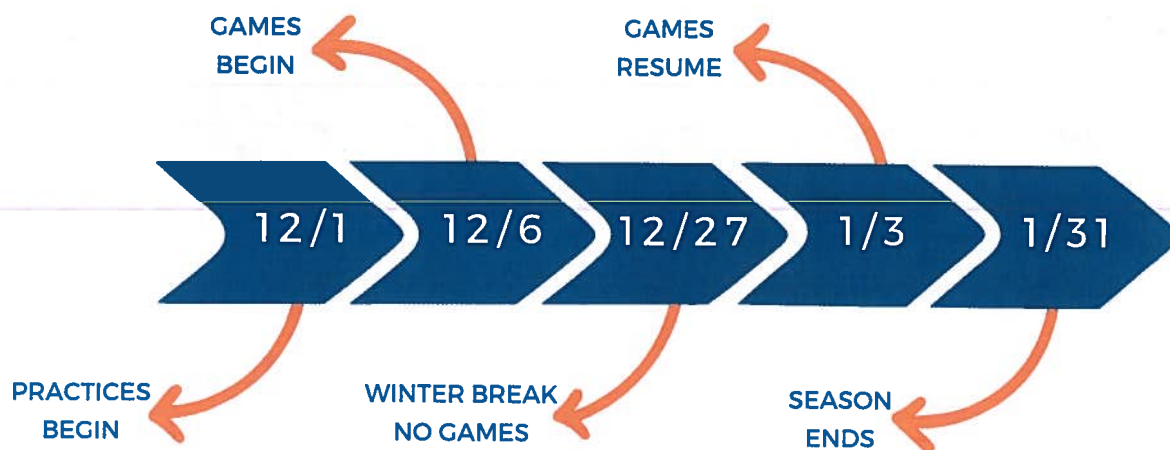 GAMES
BEGIN
GAMES
RESUME
12/1
12/6
12/27
1/3
1/31
PRACTICES
BEGIN
WINTER BREAK
NO GAMES
SEASON
ENDS